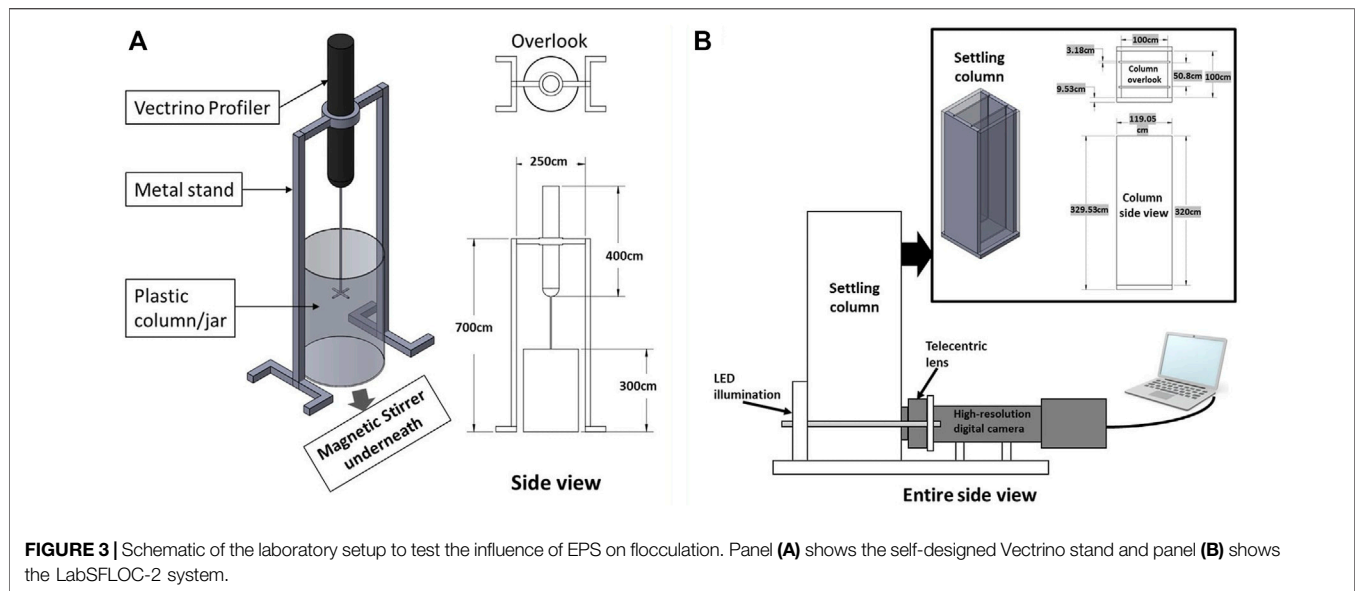 A
Vectrino Profiler
Metal stand
Plastic
column/jar
Magnetic Stirrer
underneath
Overlook
250cm
400cm
700cm
300cm
Side view
B
Settling
column
100cm
3.18cm
Column
overlook
50.8cm
100cm
9.53cm
119.05
cm
329.53cm
Column
side view
320cm
Settling
column
LED
illumination
Telecentric
lens
High-resolution
digital camera
Entire side view
FIGURE 3 | Schematic of the laboratory setup to test the influence of EPS on flocculation. Panel (A) shows the self-designed Vectrino stand and panel (B) shows
the LabSFLOC-2 system.